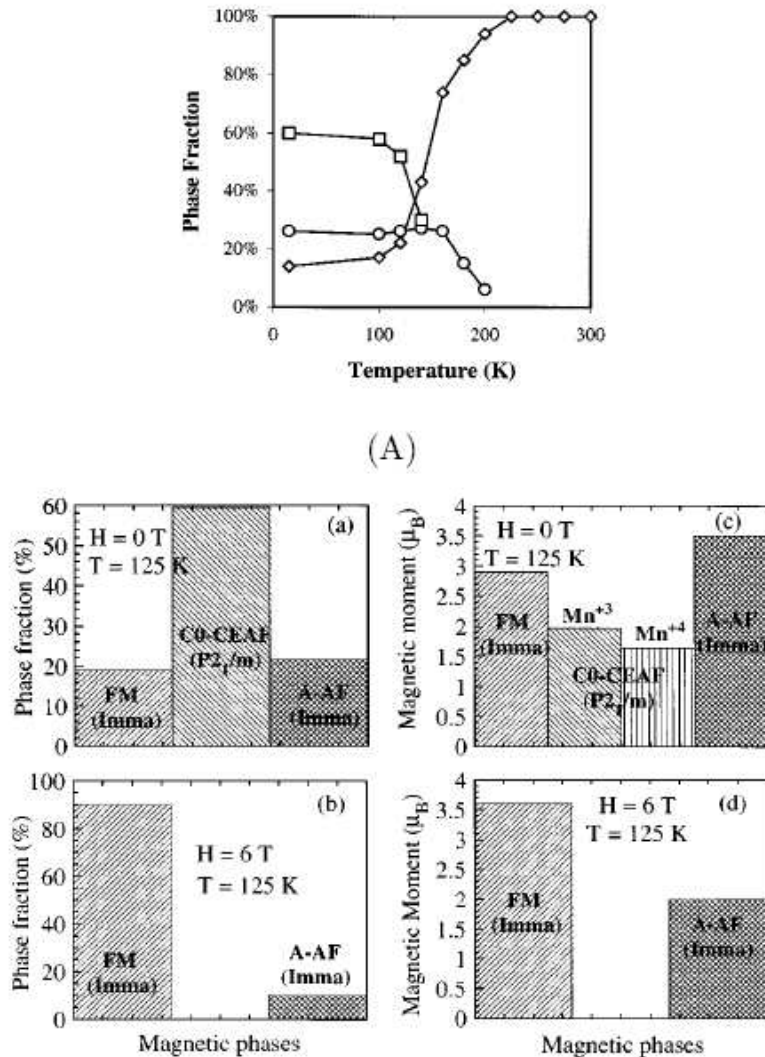 100%
80%
60%
40%
20%
0%
Phase Fraction
0
100
200
300
Temperature (K)
(A)
60
50
40
30
20
10
0
Phase fraction (%)
(a)
H = 0 T
T = 125 K
C0-CEAF
(P2₁/m)
FM
(Imma)
A-AF
(Imma)
4
3.5
3
2.5
2
1.5
1
0.5
0
Magnetic moment (μ_B)
(c)
H = 0 T
T = 125 K
FM
(Imma)
Mn⁺³
Mn⁺⁴
C0-CEAF
(P2₁/m)
A-AF
(Imma)
100
80
60
40
20
0
Phase fraction (%)
(b)
H = 6 T
T = 125 K
FM
(Imma)
A-AF
(Imma)
Magnetic phases
4
3.5
3
2.5
2
1.5
1
0.5
0
Magnetic Moment (μ_B)
(d)
H = 6 T
T = 125 K
FM
(Imma)
A-AF
(Imma)
Magnetic phases